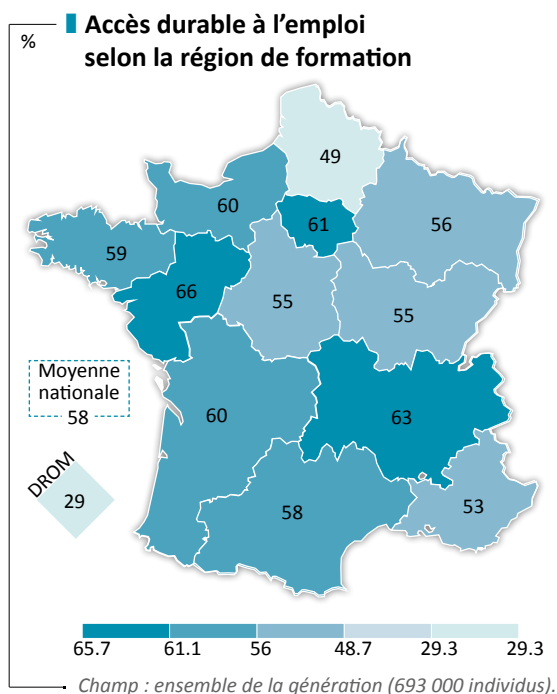 %
Accès durable à l’emploi
selon la région de formation
49
60
61
56
59
66
55
55
Moyenne
nationale
58
60
63
DROM
29
58
53
65.7 61.1 56 48.7 29.3 29.3
Champ : ensemble de la génération (693 000 individus).